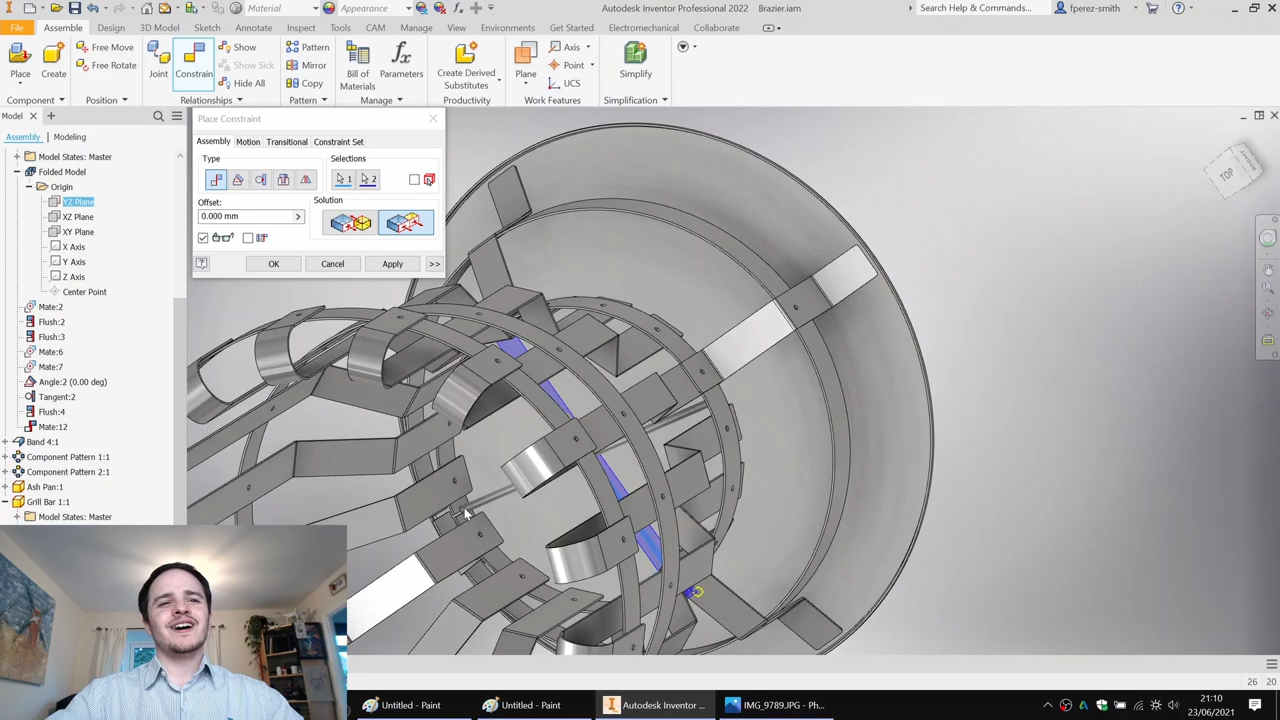 Material
Appearance
Autodesk Inventor Professional 2022 Brazier.iam
Search Help & Commands...
fperez-smith
File Assemble Design 3D Model Sketch Annotate Inspect Tools CAM Manage View Environments Get Started Electromechanical Collaborate
Place
Create
Free Move
Free Rotate
Joint
Constrain
Show
Show Sick
Hide All
Pattern
Mirror
Copy
Bill of Materials
Parameters
Create Derived Substitutes
Plane
Axis
Point
UCS
Simplify
Component Position Relationships Pattern Manage Productivity Work Features Simplification
Model
Assembly Modeling
Model States: Master
Folded Model
Origin
YZ Plane
XZ Plane
XY Plane
X Axis
Y Axis
Z Axis
Center Point
Mate:2
Flush:2
Flush:3
Mate:6
Mate:7
Angle:2 (0.00 deg)
Tangent:2
Flush:4
Mate:12
Band 4:1
Component Pattern 1:1
Component Pattern 2:1
Ash Pan:1
Grill Bar 1:1
Model States: Master
Place Constraint
Assembly Motion Transitional Constraint Set
Type
Selections
1 2
Offset:
0.000 mm
Solution
OK Cancel Apply >>
TOP
26 20
Untitled - Paint
Untitled - Paint
Autodesk Inventor ...
IMG_9789.JPG - Ph...
21:10
23/06/2021